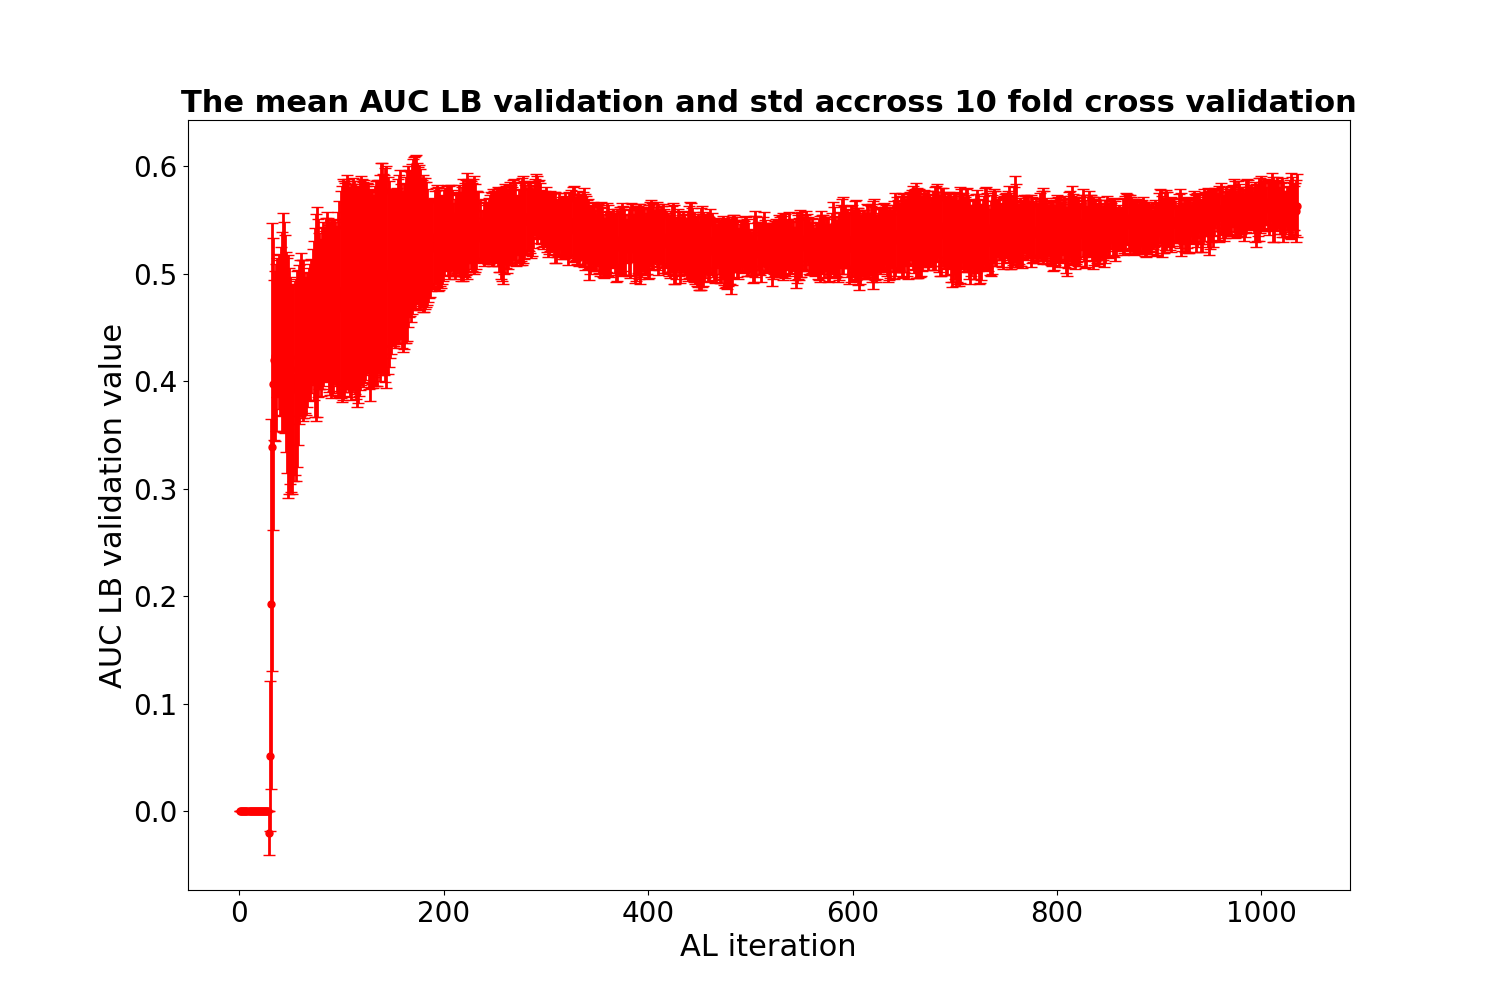 The mean AUC LB validation and std accross 10 fold cross validation
0.6
0.5
0.4
0.3
0.2
0.1
0.0
AUC LB validation value
0 200 400 600 800 1000
AL iteration